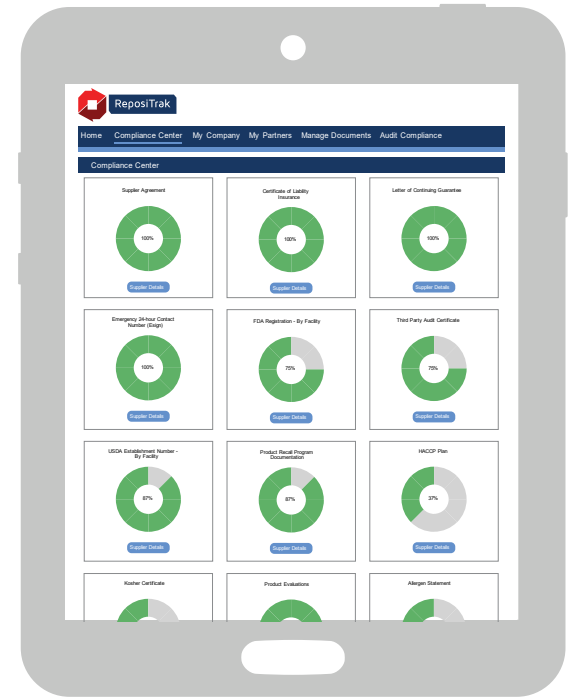 ReposiTrak
Home Compliance Center My Company My Partners Manage Documents Audit Compliance
Compliance Center
Supplier Agreement
100%
Supplier Details
Certificate of Liability
Insurance
100%
Supplier Details
Letter of Continuing Guarantee
100%
Supplier Details
Emergency 24-hour Contact
Number (Esign)
100%
Supplier Details
FDA Registration - By Facility
75%
Supplier Details
Third Party Audit Certificate
75%
Supplier Details
USDA Establishment Number -
By Facility
87%
Supplier Details
Product Recall Program
Documentation
87%
Supplier Details
HACCP Plan
37%
Supplier Details
Kosher Certificate
Product Evaluations
Allergen Statement